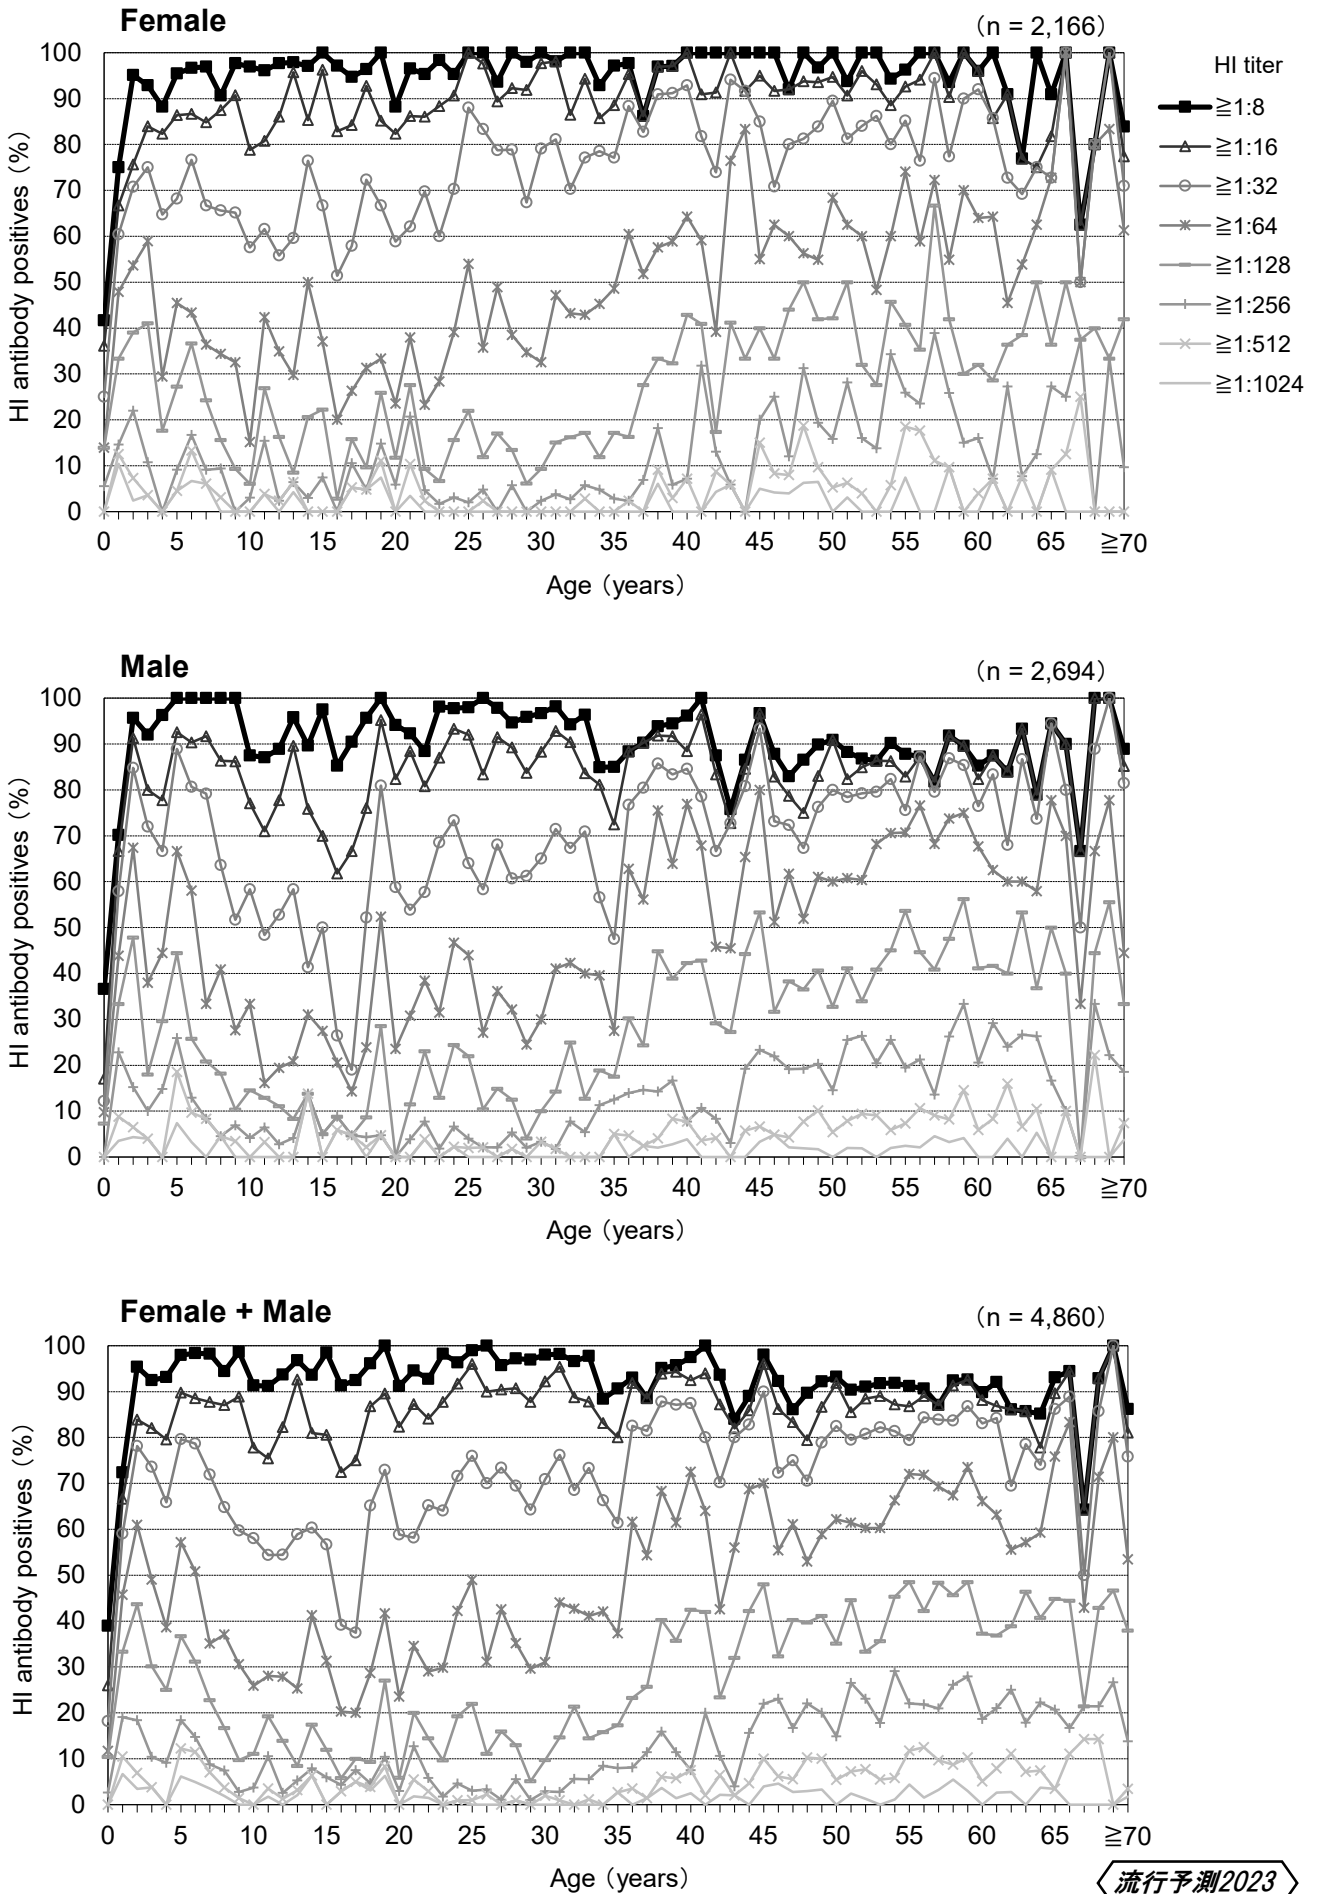 Female
（n = 2,166）
HI titer
≧1:8
≧1:16
≧1:32
≧1:64
≧1:128
≧1:256
≧1:512
≧1:1024
HI antibody positives（%）
100
90
80
70
60
50
40
30
20
10
0
0 5 10 15 20 25 30 35 40 45 50 55 60 65 ≧70
Age（years）
Male
（n = 2,694）
HI antibody positives（%）
100
90
80
70
60
50
40
30
20
10
0
0 5 10 15 20 25 30 35 40 45 50 55 60 65 ≧70
Age（years）
Female + Male
（n = 4,860）
HI antibody positives（%）
100
90
80
70
60
50
40
30
20
10
0
0 5 10 15 20 25 30 35 40 45 50 55 60 65 ≧70
Age（years）
流行予測2023